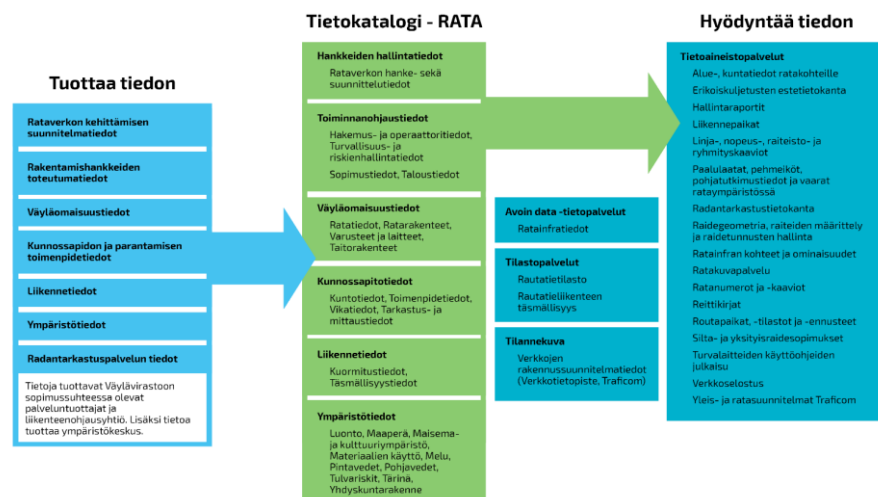 Tuottaa tiedon
Rataverkon kehittämisen
suunnitelmatiedot
Rakentamishankkeiden
toteutumatiedot
Väyläomaisuustiedot
Kunnossapidon ja parantamisen
toimenpidetiedot
Liikennetiedot
Ympäristötiedot
Radantarkastuspalvelun tiedot
Tietoja tuottavat Väylävirastoon
sopimussuhteessa olevat
palveluntuottajat ja
liikenteenohjausyhtiö. Lisäksi tietoa
tuottaa ympäristökeskus.
Tietokatalogi - RATA
Hankkeiden hallintatiedot
Rataverkon hanke- sekä
suunnittelutiedot
Toiminnanohjaustiedot
Hakemus- ja operaattoritiedot,
Turvallisuus- ja
riskienhallintatiedot
Sopimustiedot, Taloustiedot
Väyläomaisuustiedot
Ratatiedot, Ratarakenteet,
Varusteet ja laitteet,
Taitorakenteet
Kunnossapitotiedot
Kuntotiedot, Toimenpidetiedot,
Vikatiedot, Tarkastus- ja
mittaustiedot
Liikennetiedot
Kuormitustiedot,
Täsmällisyystiedot
Ympäristötiedot
Luonto, Maaperä, Maisema-
ja kulttuuriympäristö,
Materiaalien käyttö, Melu,
Pintavedet, Pohjavedet,
Tulvariskit, Tärinä,
Yhdyskuntarakenne
Avoin data -tietopalvelut
Ratainfratiedot
Tilastopalvelut
Rautatietilasto
Rautatieliikenteen
täsmällisyys
Tilannekuva
Verkkojen
rakennussuunnitelmatiedot
(Verkkotietopiste, Traficom)
Hyödyntää tiedon
Tietoaineistopalvelut
Alue-, kuntatiedot ratakohteille
Erikoiskuljetusten estetietokanta
Hallintaraportit
Liikennepaikat
Linja-, nopeus-, raiteisto- ja
ryhmityskaaviot
Paalulaatat, pehmeiköt,
pohjatutkimustiedot ja vaarat
rataympäristössä
Radantarkastustietokanta
Raidegeometria, raiteiden määrittely
ja raidetunnusten hallinta
Ratainfran kohteet ja ominaisuudet
Ratakuvapalvelu
Ratanumerot ja -kaaviot
Reittikirjat
Routapaikat, -tilastot ja -ennusteet
Silta- ja yksityisraidesopimukset
Turvalaitteiden käyttöohjeiden
julkaisu
Verkkoselostus
Yleis- ja ratasuunnitelmat Traficom